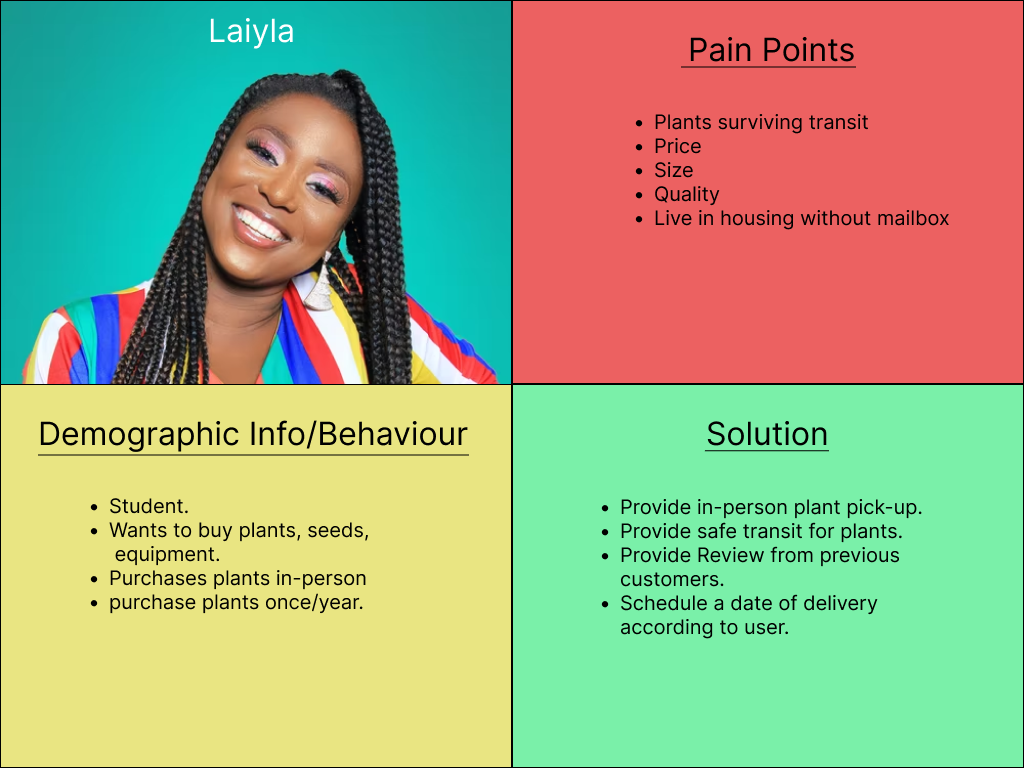 Laiyla
Pain Points
• Plants surviving transit
• Price
• Size
• Quality
• Live in housing without mailbox
Demographic Info/Behaviour
• Student.
• Wants to buy plants, seeds,
equipment.
• Purchases plants in-person
• purchase plants once/year.
Solution
• Provide in-person plant pick-up.
• Provide safe transit for plants.
• Provide Review from previous
customers.
• Schedule a date of delivery
according to user.